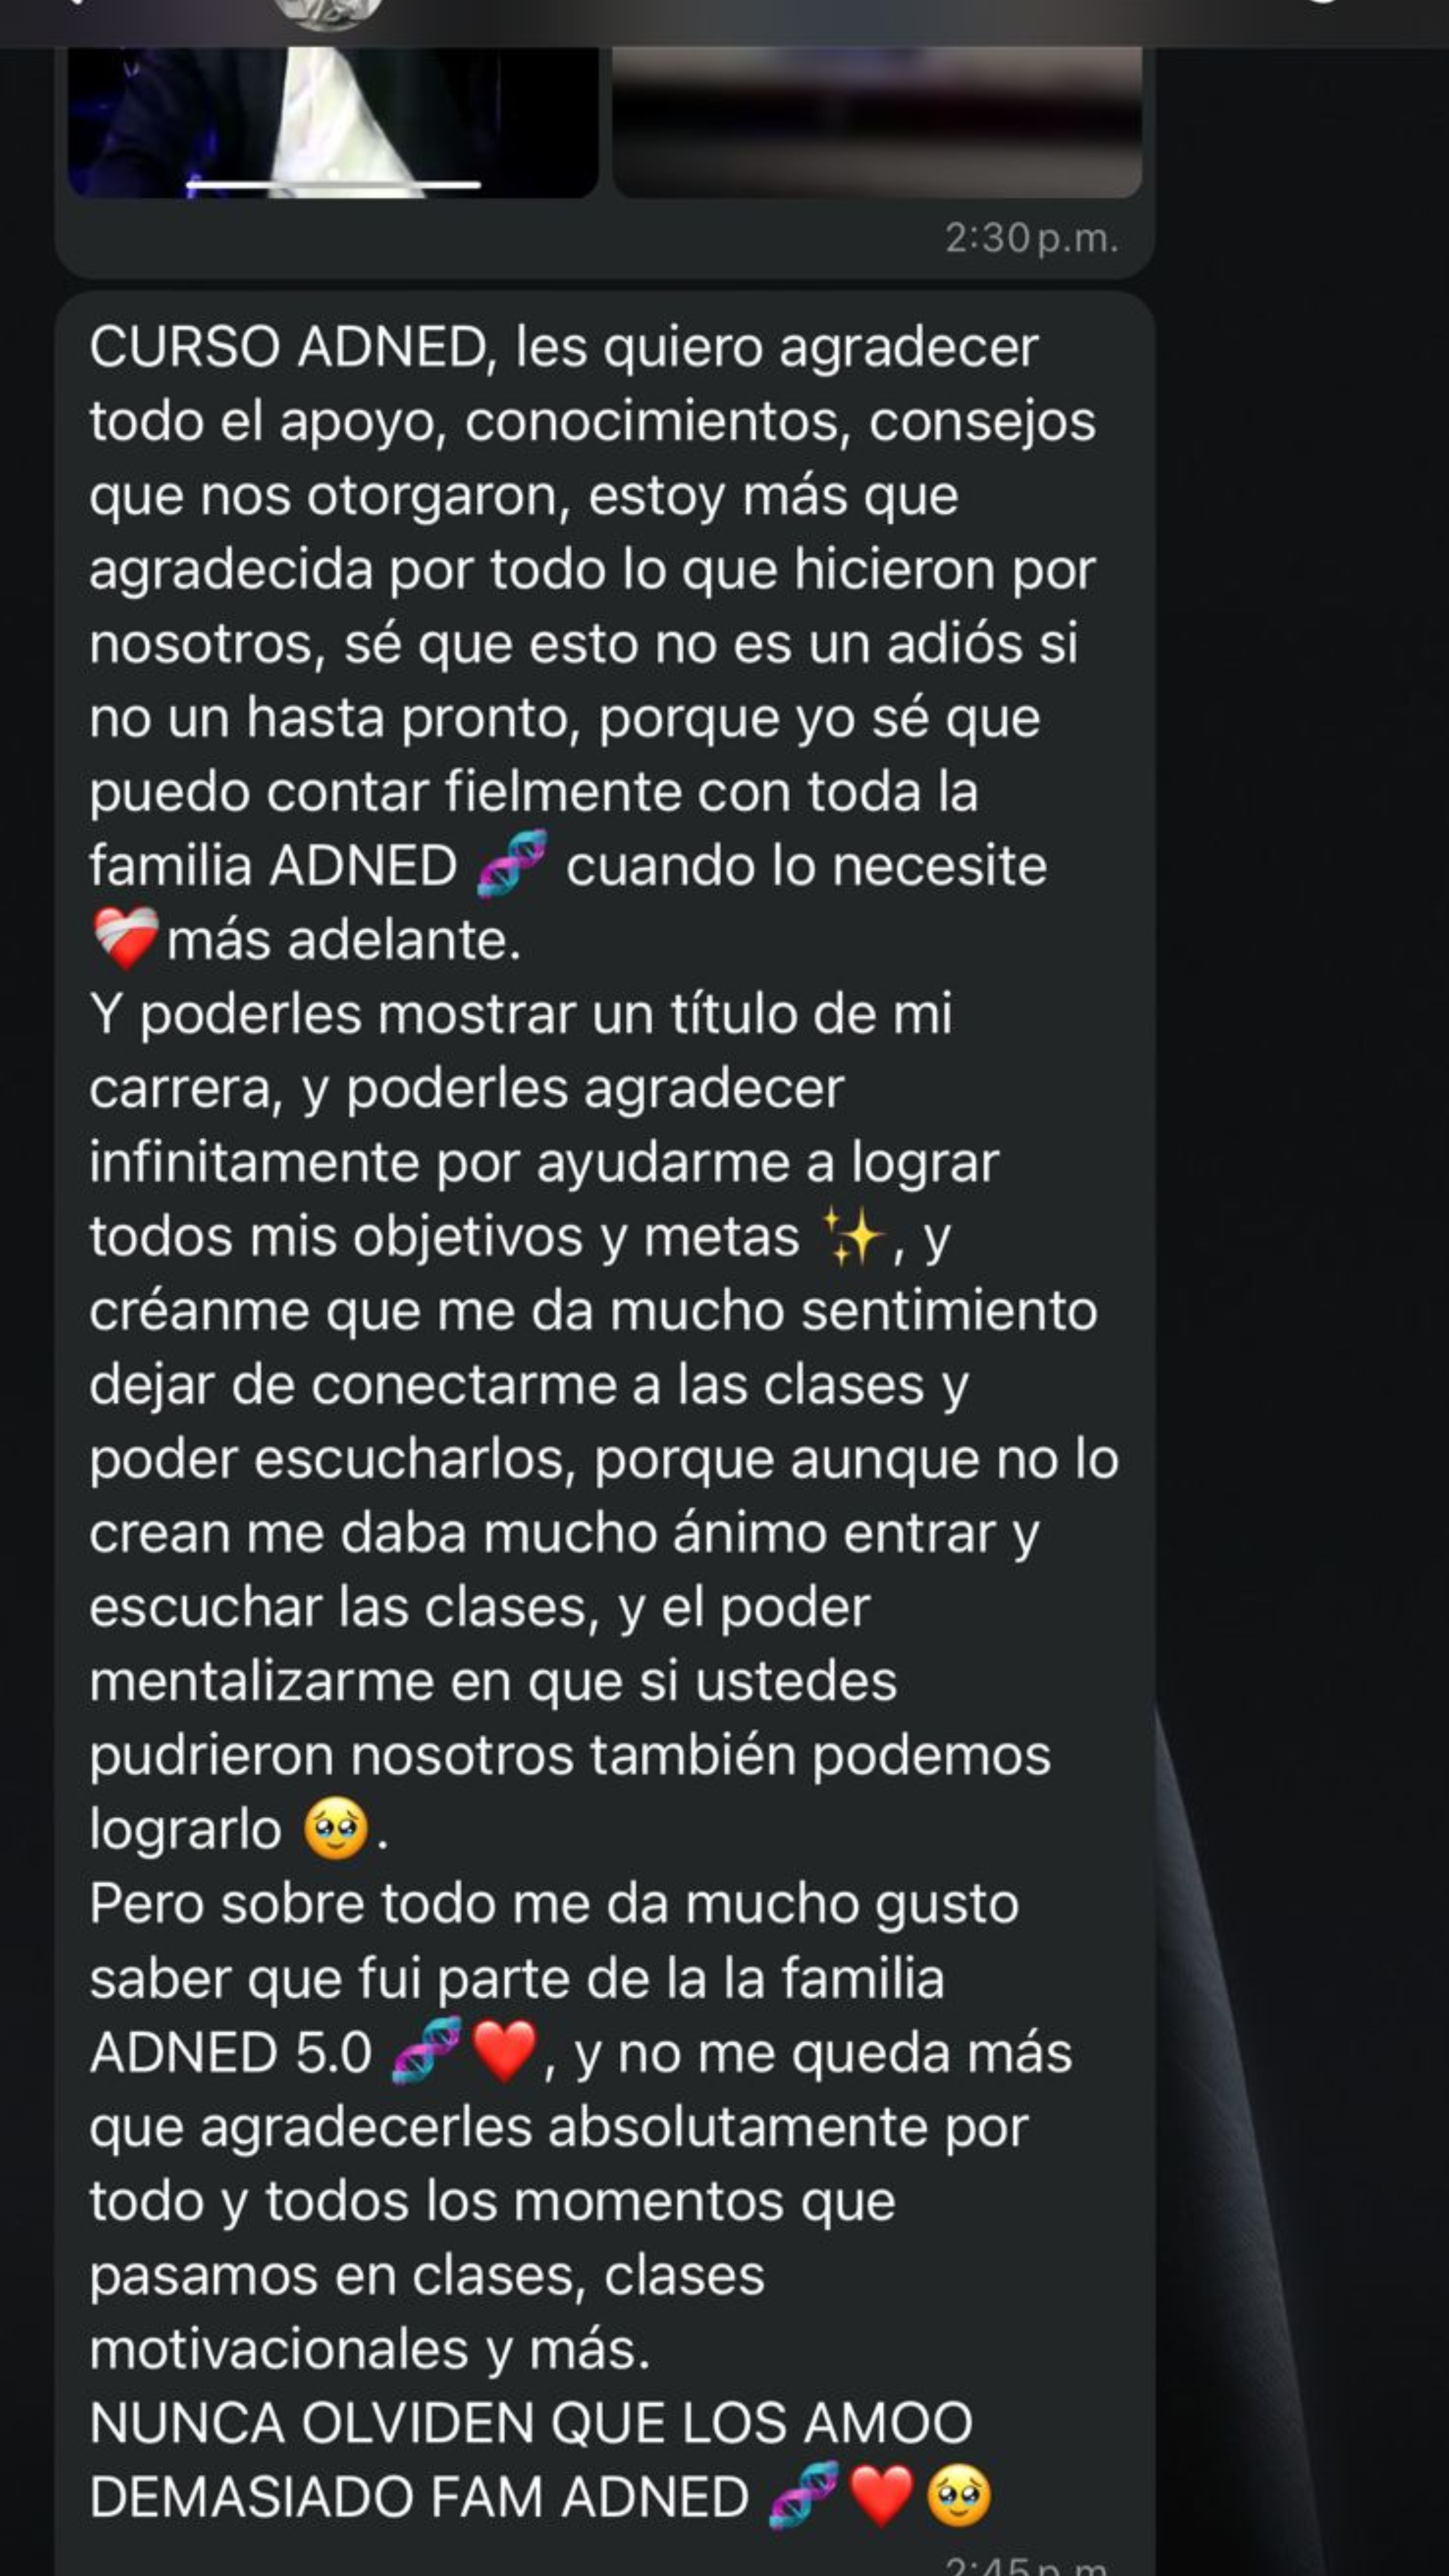 2:30 p.m.
CURSO ADNED, les quiero agradecer
todo el apoyo, conocimientos, consejos
que nos otorgaron, estoy más que
agradecida por todo lo que hicieron por
nosotros, sé que esto no es un adiós si
no un hasta pronto, porque yo sé que
puedo contar fielmente con toda la
familia ADNED 🧬 cuando lo necesite
❤️‍🩹más adelante.
Y poderles mostrar un título de mi
carrera, y poderles agradecer
infinitamente por ayudarme a lograr
todos mis objetivos y metas ✨, y
créanme que me da mucho sentimiento
dejar de conectarme a las clases y
poder escucharlos, porque aunque no lo
crean me daba mucho ánimo entrar y
escuchar las clases, y el poder
mentalizarme en que si ustedes
pudrieron nosotros también podemos
lograrlo 🥹.
Pero sobre todo me da mucho gusto
saber que fui parte de la la familia
ADNED 5.0 🧬❤️, y no me queda más
que agradecerles absolutamente por
todo y todos los momentos que
pasamos en clases, clases
motivacionales y más.
NUNCA OLVIDEN QUE LOS AMOO
DEMASIADO FAM ADNED 🧬❤️🥹
2:45 p.m.